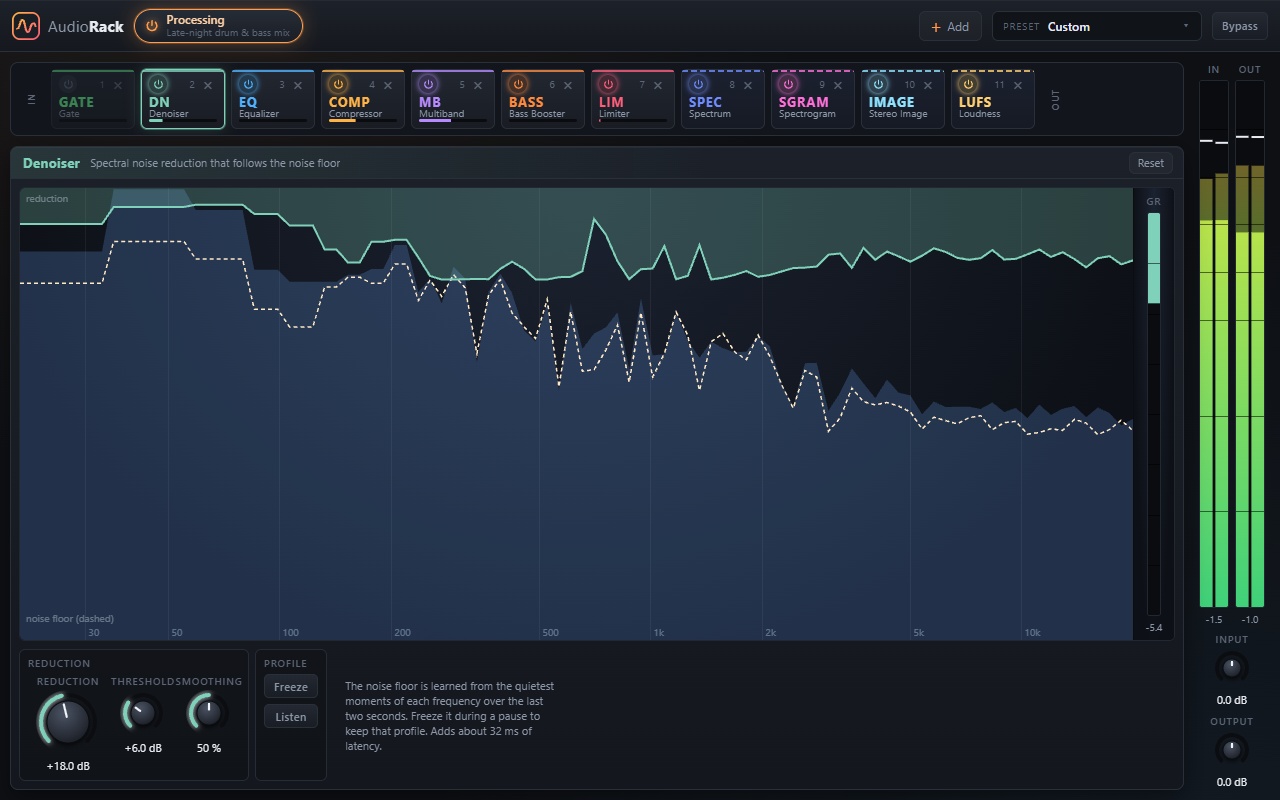 AudioRack
Processing
Late-night drum & bass mix
+ Add
PRESET Custom
Bypass
IN
1
GATE
Gate
2
DN
Denoiser
3
EQ
Equalizer
4
COMP
Compressor
5
MB
Multiband
6
BASS
Bass Booster
7
LIM
Limiter
8
SPEC
Spectrum
9
SGRAM
Spectrogram
10
IMAGE
Stereo Image
11
LUFS
Loudness
OUT
IN OUT
Denoiser Spectral noise reduction that follows the noise floor
Reset
reduction
GR
noise floor (dashed)
30 50 100 200 500 1k 2k 5k 10k
-5.4
-1.5 -1.0
INPUT
0.0 dB
OUTPUT
0.0 dB
REDUCTION
REDUCTION THRESHOLD SMOOTHING
+18.0 dB
+6.0 dB
50 %
PROFILE
Freeze
Listen
The noise floor is learned from the quietest
moments of each frequency over the last
two seconds. Freeze it during a pause to
keep that profile. Adds about 32 ms of
latency.